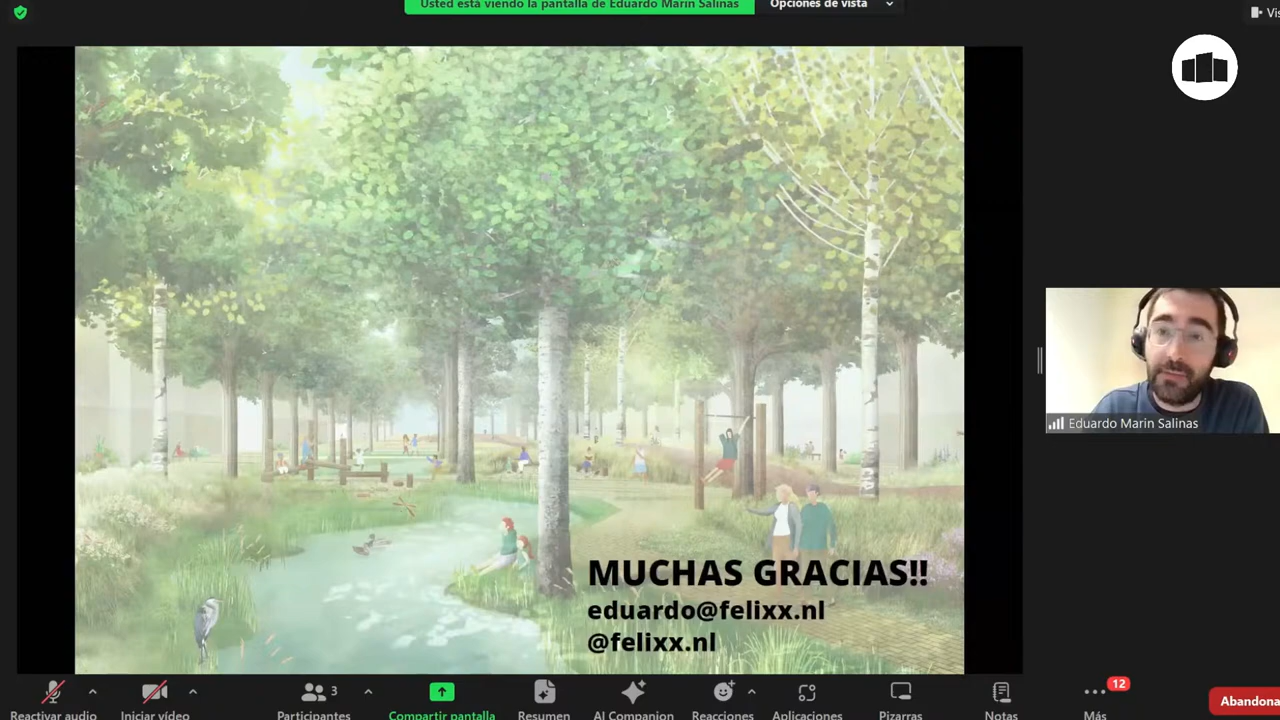 Usted está viendo la pantalla de Eduardo Marin Salinas
Opciones de vista
MUCHAS GRACIAS!!
eduardo@felixx.nl
@felixx.nl
Eduardo Marin Salinas
3
12
Reactivar audio
Iniciar vídeo
Participantes
Compartir pantalla
Resumen
AI Companion
Reacciones
Aplicaciones
Pizarras
Notas
Más